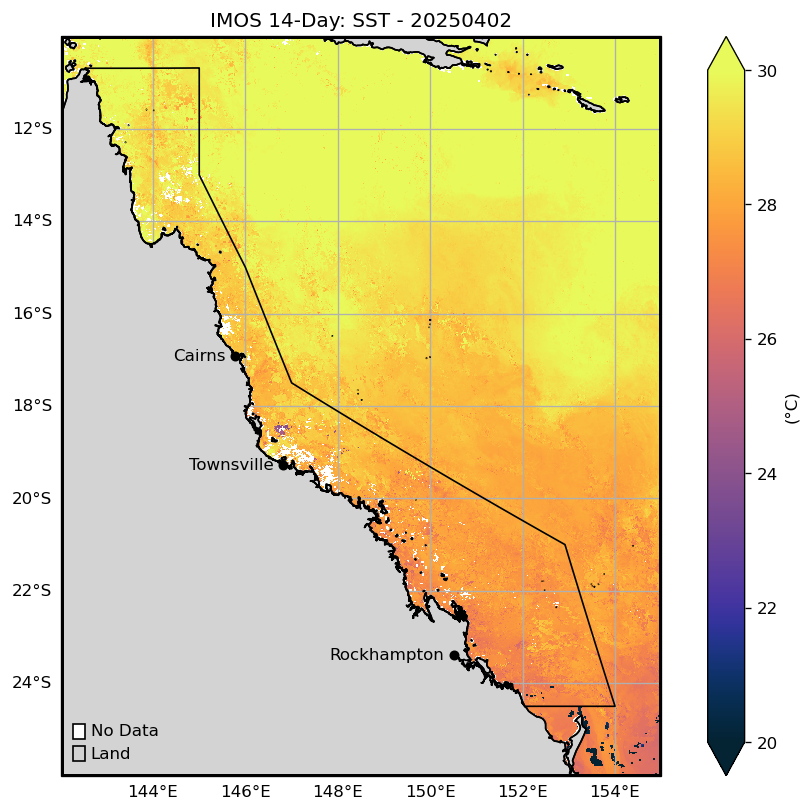 IMOS 14-Day: SST - 20250402
30
12°S
28
14°S
16°S
26
Cairns
(°C)
18°S
Townsville
24
20°S
22°S
22
Rockhampton
24°S
No Data
20
Land
144°E 146°E 148°E 150°E 152°E 154°E